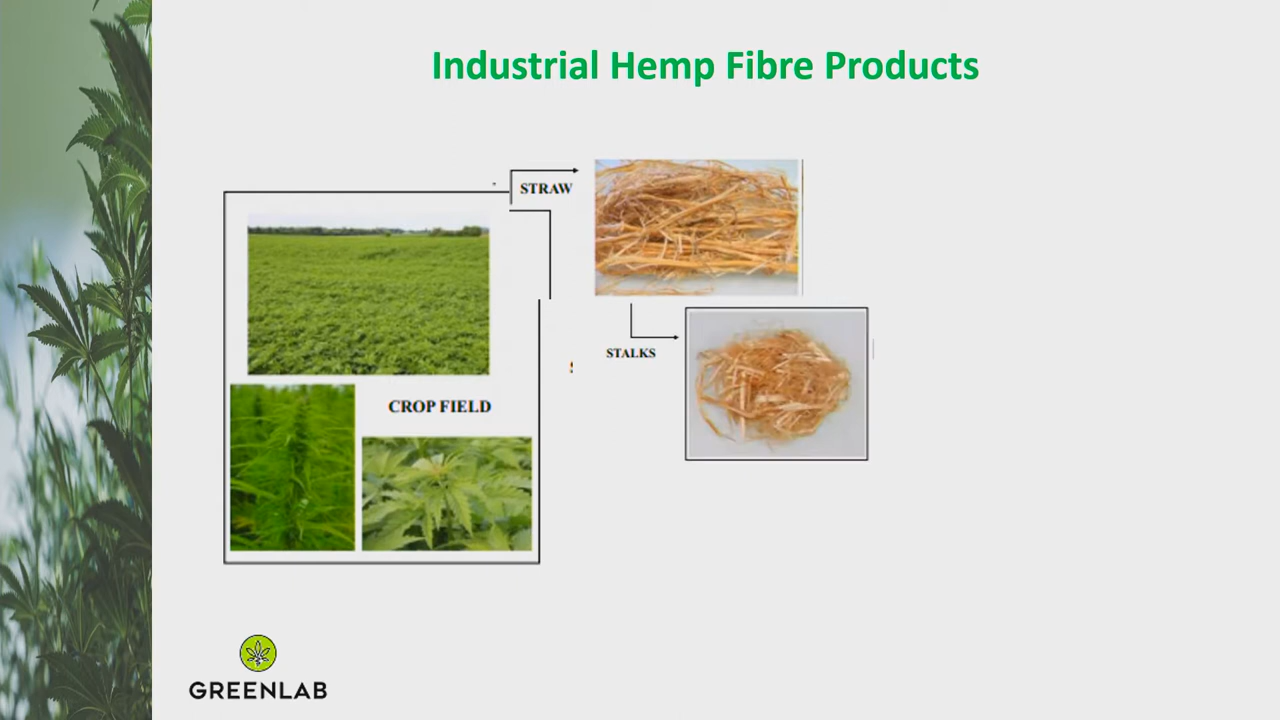 Industrial Hemp Fibre Products
STRAW
STALKS
CROP FIELD
GREENLAB